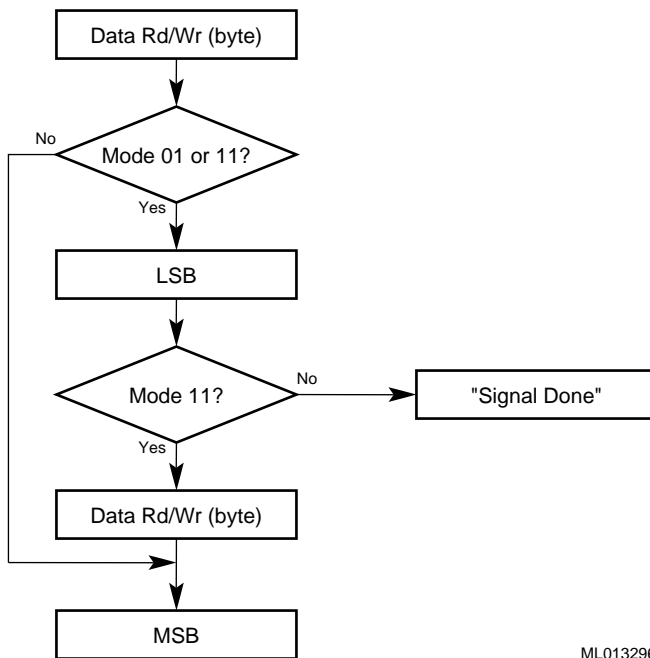 Data Rd/Wr (byte)
No
Mode 01 or 11?
Yes
LSB
Mode 11?
No
"Signal Done"
Yes
Data Rd/Wr (byte)
MSB
ML013296